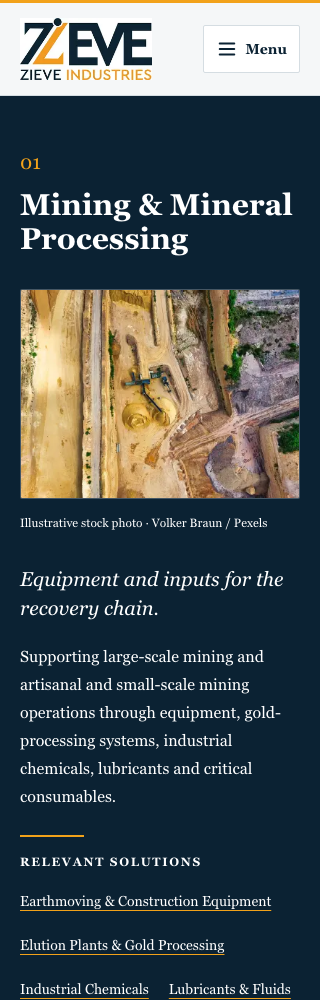 ZIEVE
ZIEVE INDUSTRIES
Menu
01
Mining & Mineral
Processing
Illustrative stock photo · Volker Braun / Pexels
Equipment and inputs for the
recovery chain.
Supporting large-scale mining and
artisanal and small-scale mining
operations through equipment, gold-
processing systems, industrial
chemicals, lubricants and critical
consumables.
RELEVANT SOLUTIONS
Earthmoving & Construction Equipment
Elution Plants & Gold Processing
Industrial Chemicals Lubricants & Fluids